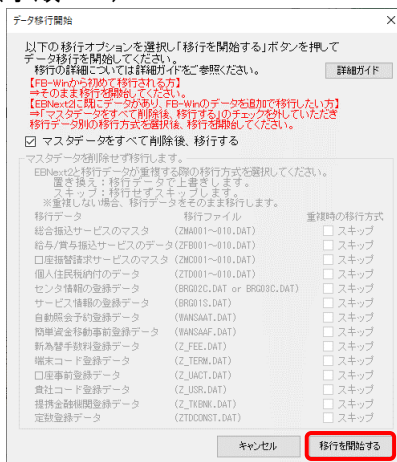 データ移行開始
以下の移行オプションを選択し「移行を開始する」ボタンを押して
データ移行を開始してください。
移行の詳細については詳細ガイドをご参照ください。
詳細ガイド
【FB-Winから初めて移行される方】
⇒そのまま移行を開始してください。
【EBNext2に既にデータがあり、FB-Winのデータを追加で移行したい方】
⇒「マスタデータをすべて削除後、移行する」のチェックを外していただき
移行データ別の移行方式を選択後、移行を開始してください。
マスタデータをすべて削除後、移行する
マスタデータを削除せず移行します。
EBNext2と移行データが重複する際の移行方式を選択してください。
置き換え：移行データで上書きします。
スキップ：移行せずスキップします。
※重複しない場合、移行データをそのまま移行します。
移行データ 移行ファイル 重複時の移行方式
総合振込サービスのマスタ (ZMA001～010.DAT) スキップ
給与/賞与振込サービスのデータ(ZFB001～010.DAT) スキップ
口座振替請求サービスのマスタ (ZMC001～010.DAT) スキップ
個人住民税納付のデータ (ZTD001～010.DAT) スキップ
センタ情報の登録データ (BRG02C.DAT or BRG03C.DAT) スキップ
サービス情報の登録データ (BRG01S.DAT) スキップ
自動照会予約登録データ (WANSAAT.DAT) スキップ
簡単資金移動事前登録データ (WANSAAF.DAT) スキップ
新為替手数料登録データ (Z_FEE.DAT) スキップ
端末コード登録データ (Z_TERM.DAT) スキップ
口座事前登録データ (Z_UACT.DAT) スキップ
貴社コード登録データ (Z_USR.DAT) スキップ
提携金融機関登録データ (Z_TKBNK.DAT) スキップ
定数登録データ (ZTDCONST.DAT) スキップ
キャンセル 移行を開始する